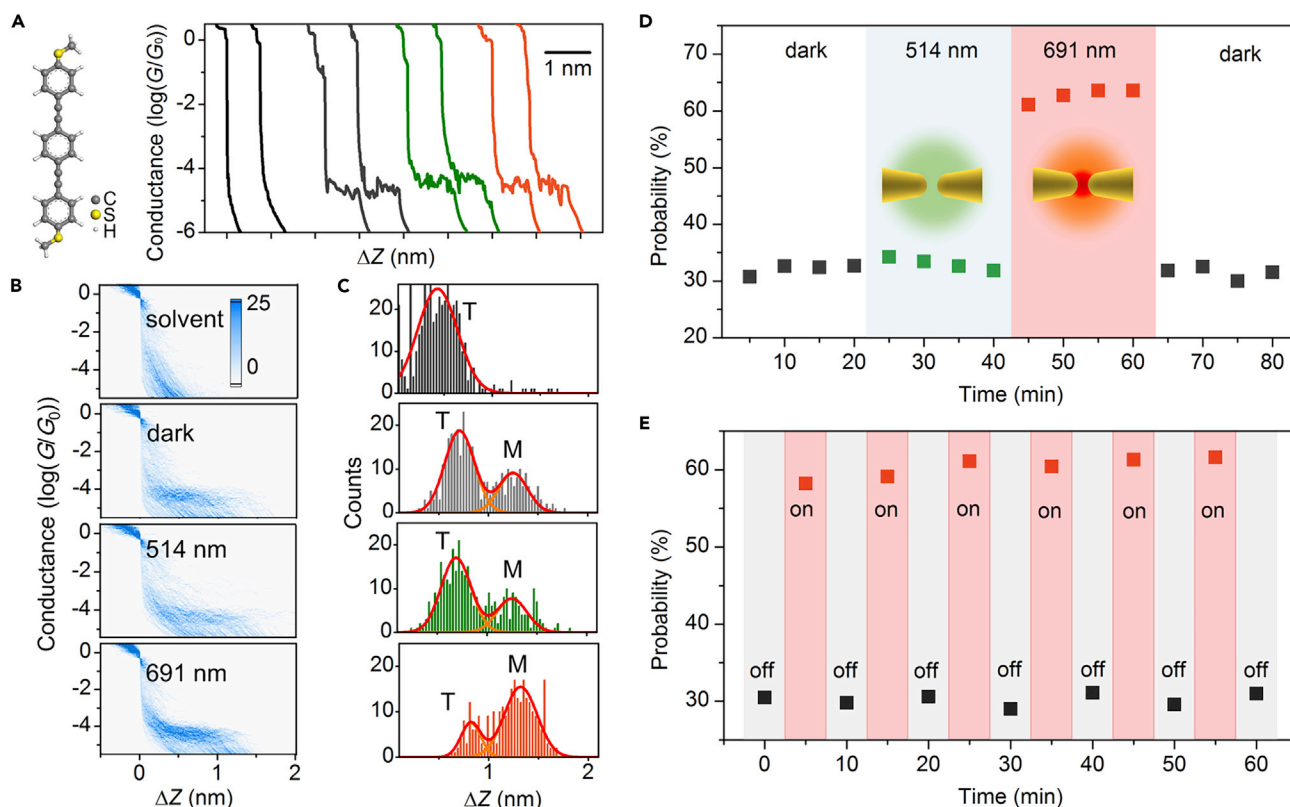 A
C
S
H
Conductance (log(G/G₀))
0
-2
-4
-6
1 nm
ΔZ (nm)
B
solvent
25
0
dark
514 nm
691 nm
0
-2
-4
0
-2
-4
0
-2
-4
0
-2
-4
Conductance (log(G/G₀))
0
1
2
ΔZ (nm)
C
T
20
10
0
T
M
20
10
0
T
M
20
10
0
T
M
20
10
0
Counts
1
2
ΔZ (nm)
D
dark
514 nm
691 nm
dark
Probability (%)
70
60
50
40
30
20
10
20
30
40
50
60
70
80
Time (min)
E
Probability (%)
60
50
40
30
on
on
on
on
on
on
off
off
off
off
off
off
off
0
10
20
30
40
50
60
Time (min)